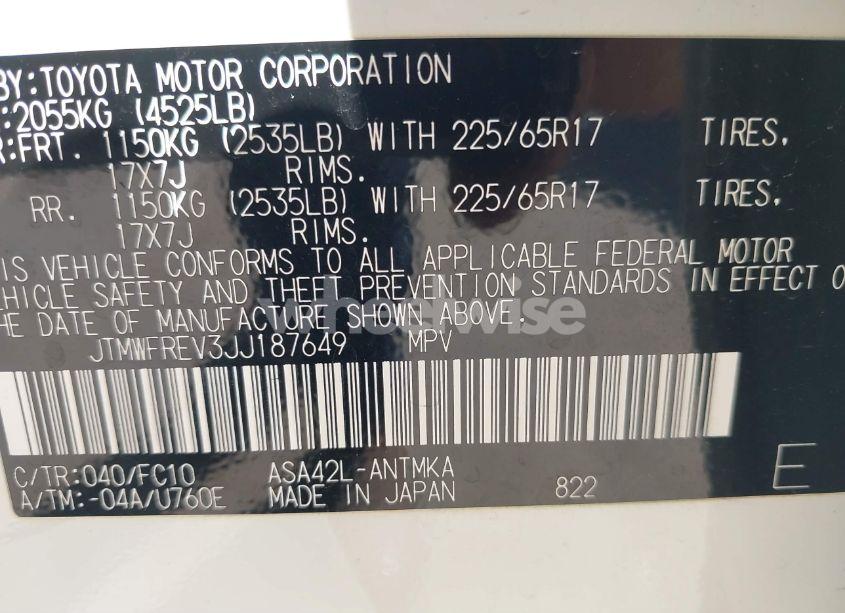 BY:TOYOTA MOTOR CORPORATION
:2055KG (4525LB)
R:FRT. 1150KG (2535LB) WITH 225/65R17 TIRES,
17X7J RIMS.
RR. 1150KG (2535LB) WITH 225/65R17 TIRES,
17X7J RIMS.
IS VEHICLE CONFORMS TO ALL APPLICABLE FEDERAL MOTOR
EHICLE SAFETY AND THEFT PREVENTION STANDARDS IN EFFECT O
HE DATE OF MANUFACTURE SHOWN ABOVE.
wheelwise
JTMWFREV3JJ187649 MPV
C/TR:040/FC10 ASA42L-ANTMKA
A/TM:-04A/U760E MADE IN JAPAN 822 E